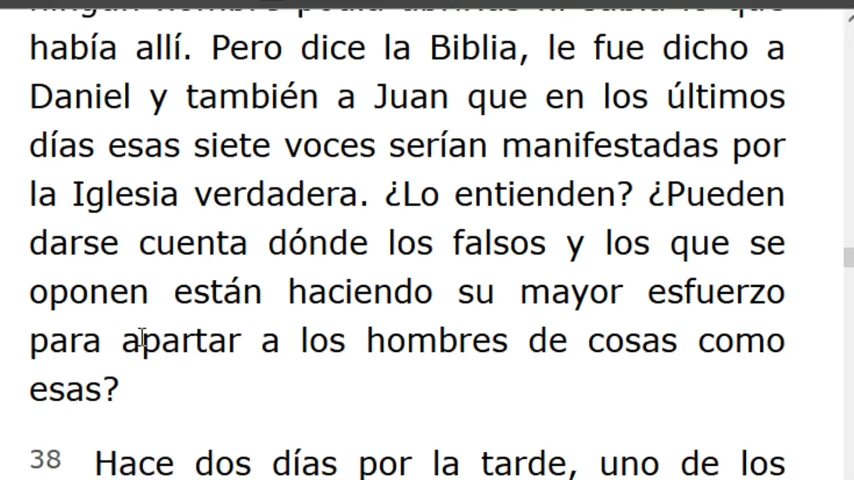 había allí. Pero dice la Biblia, le fue dicho a
Daniel y también a Juan que en los últimos
días esas siete voces serían manifestadas por
la Iglesia verdadera. ¿Lo entienden? ¿Pueden
darse cuenta dónde los falsos y los que se
oponen están haciendo su mayor esfuerzo
para apartar a los hombres de cosas como
esas?
38 Hace dos días por la tarde, uno de los